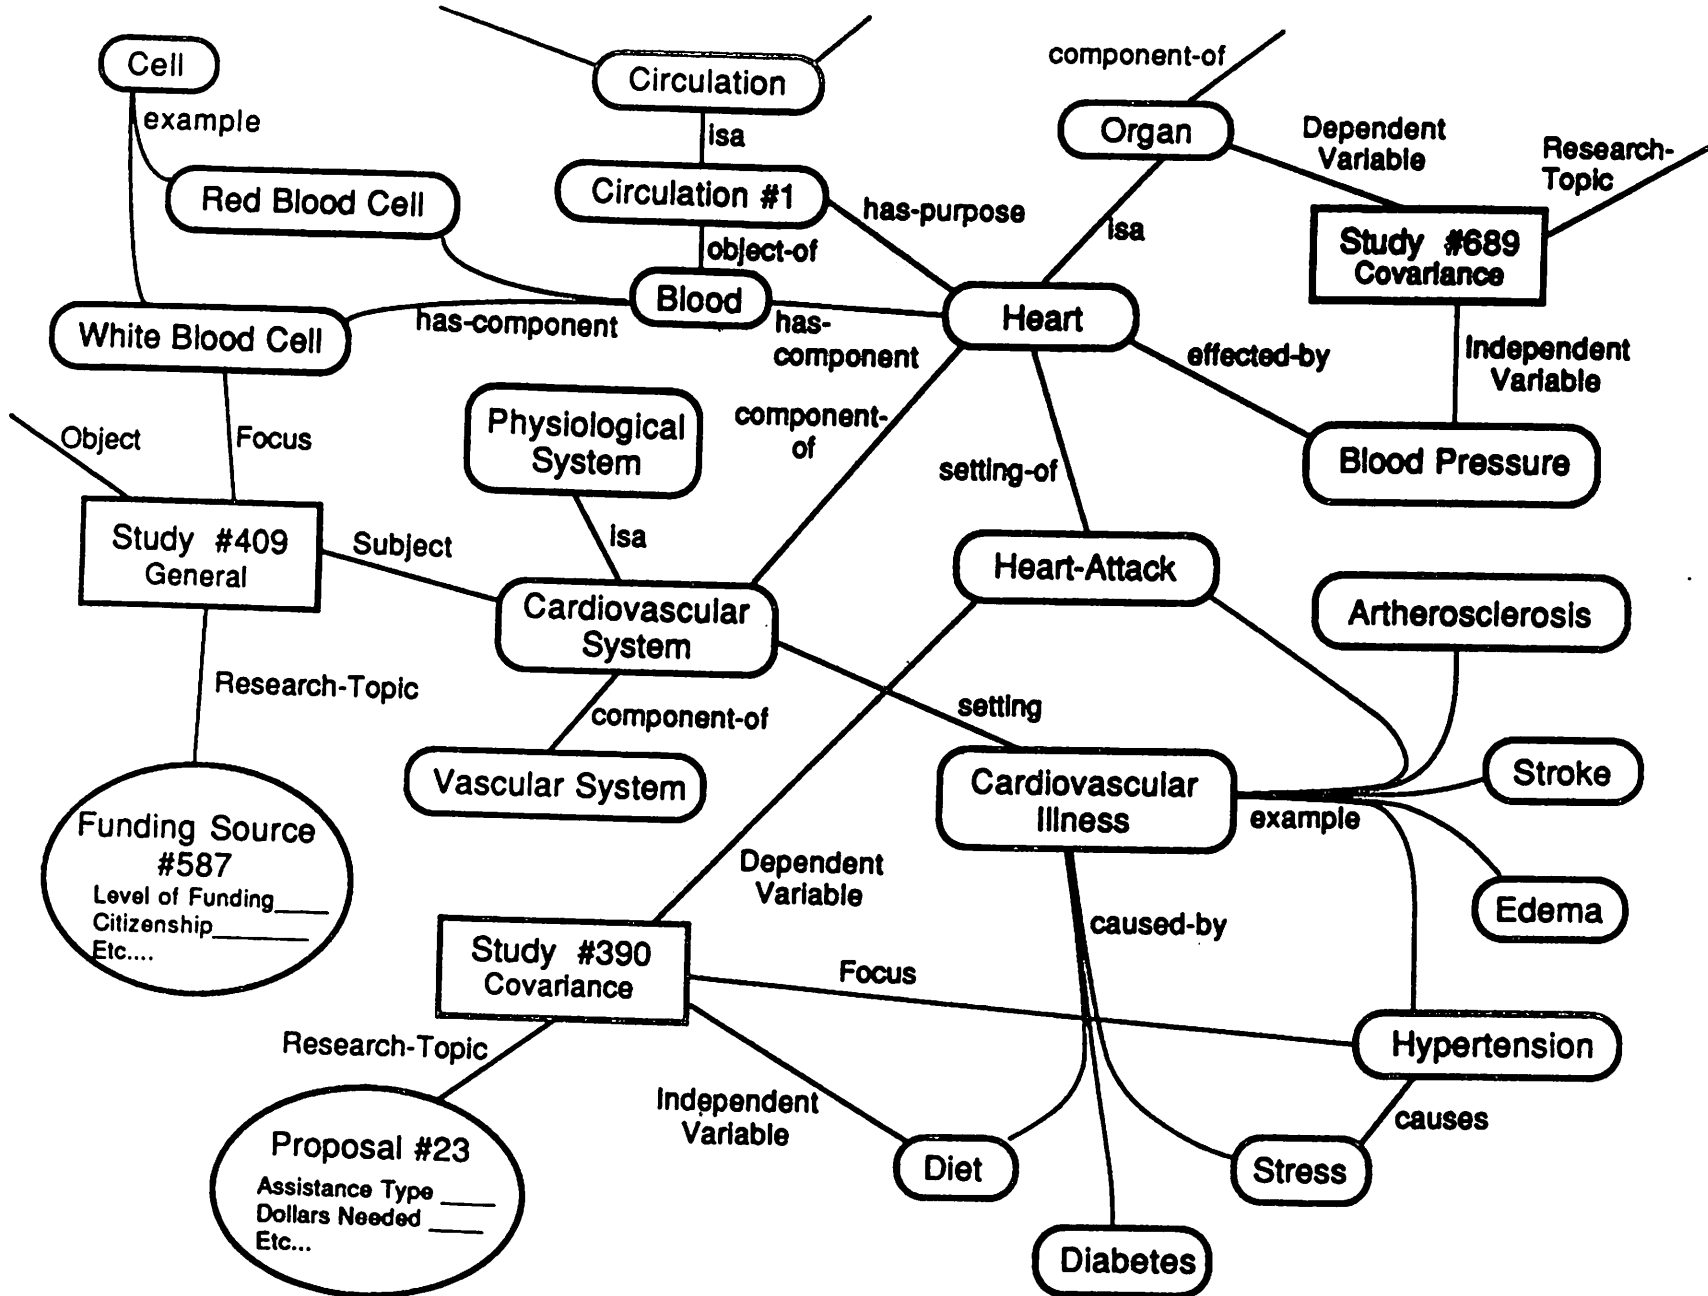 Cell
example
Red Blood Cell
White Blood Cell
Circulation
isa
Circulation #1
object-of
Blood
has-component
has-purpose
has-
component
component-of
Organ
isa
Heart
Dependent
Variable
Research-
Topic
Study #689
Covariance
Independent
Variable
effected-by
Blood Pressure
Object
Focus
Study #409
General
Subject
Research-Topic
Physiological
System
isa
component-
of
Cardiovascular
System
component-of
Vascular System
setting-of
Heart-Attack
setting
Cardiovascular
Illness
example
Artherosclerosis
Stroke
Edema
Hypertension
Funding Source
#587
Level of Funding____
Citizenship________
Etc....
Dependent
Variable
Study #390
Covariance
Focus
caused-by
causes
Research-Topic
Independent
Variable
Proposal #23
Assistance Type ____
Dollars Needed ____
Etc...
Diet
Stress
Diabetes